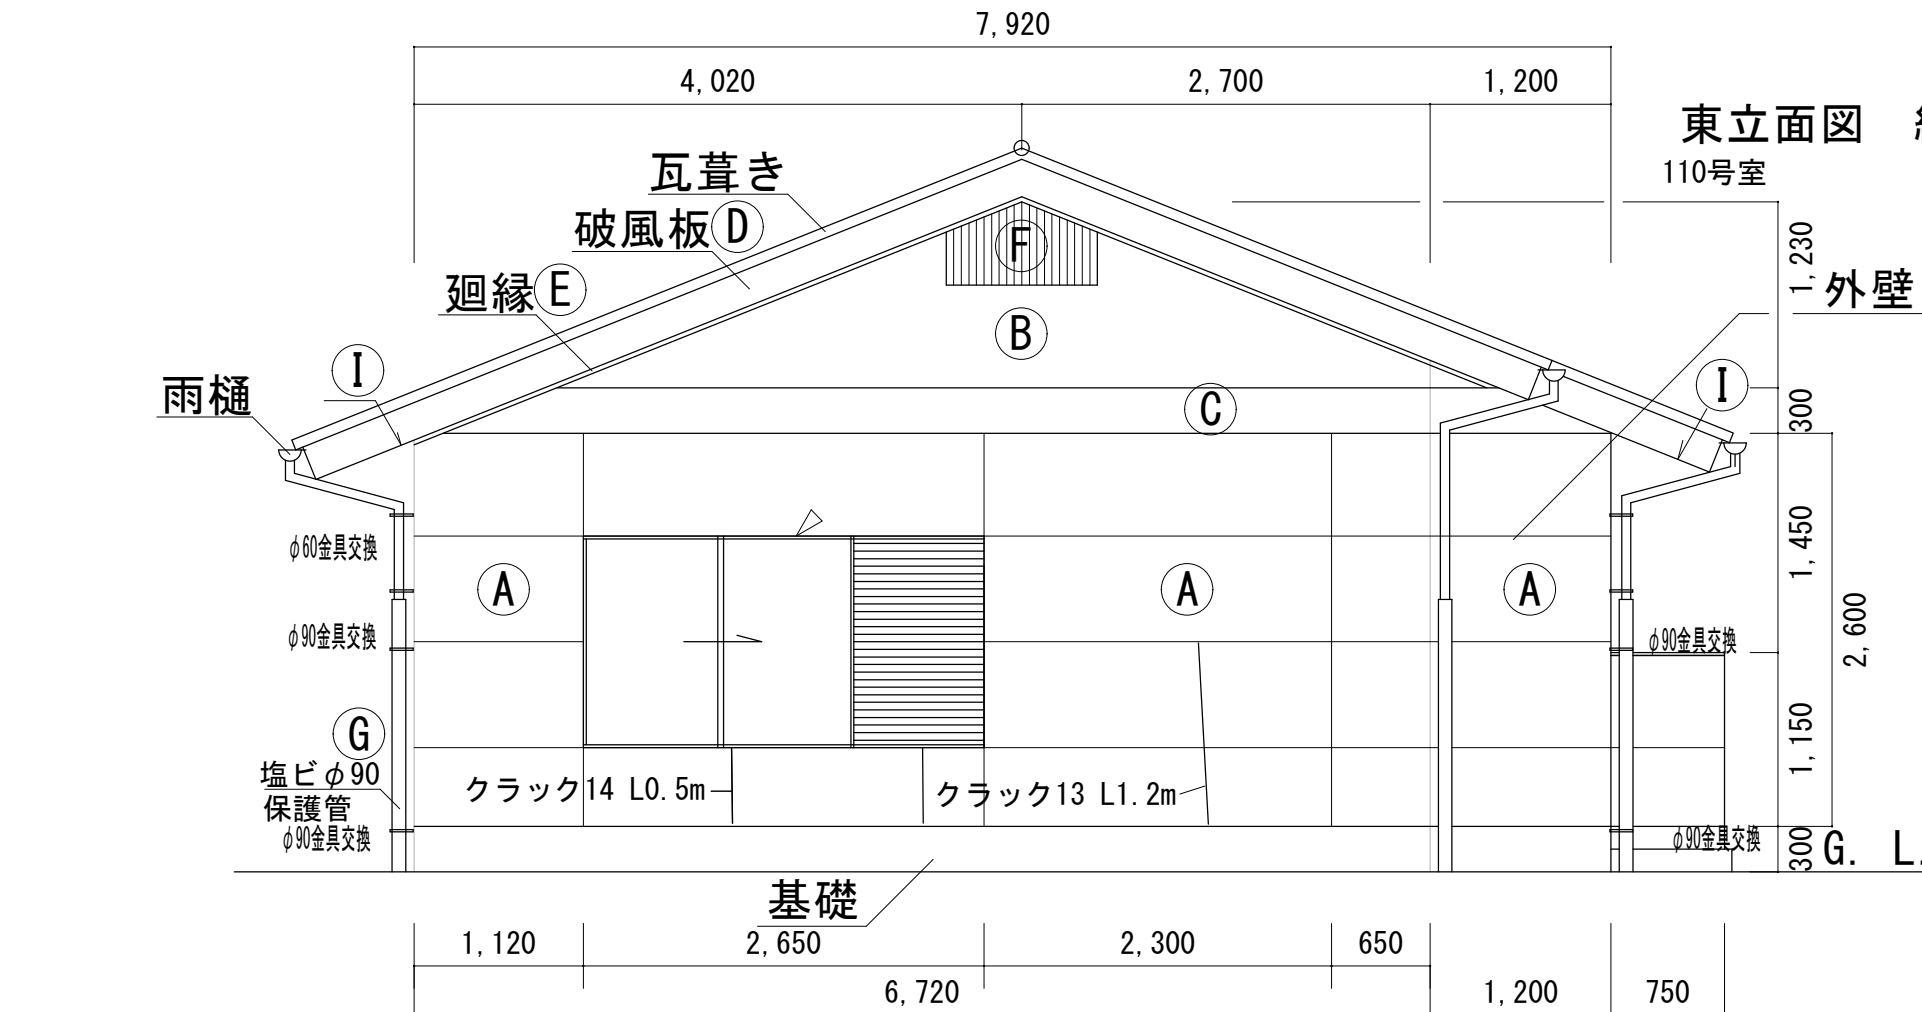 7,920
4,020
2,700
1,200
東立面図
110号室
瓦葺き
破風板 D
廻縁 E
F
B
C
I
I
雨樋
外壁
1,230
300
1,450
2,600
1,150
300
φ60金具交換
φ90金具交換
φ90金具交換
A
A
A
G
塩ビφ90
保護管
φ90金具交換
クラック14 L0.5m
クラック13 L1.2m
φ90金具交換
G. L.
基礎
1,120
2,650
2,300
650
6,720
1,200
750